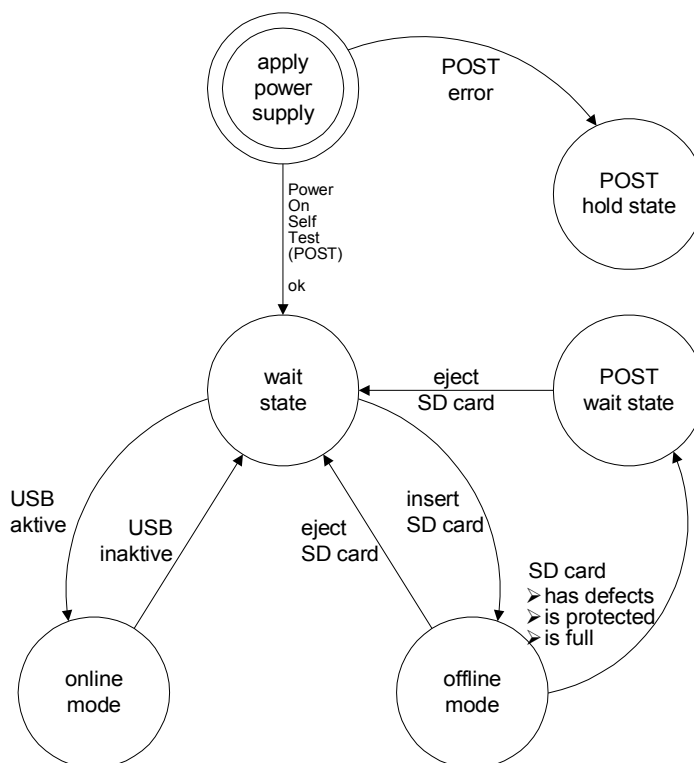 apply
power
supply
POST
error
POST
hold state
Power
On
Self
Test
(POST)
ok
wait
state
eject
SD card
POST
wait state
USB
aktive
USB
inaktive
eject
SD card
insert
SD card
SD card
➢has defects
➢is protected
➢is full
online
mode
offline
mode